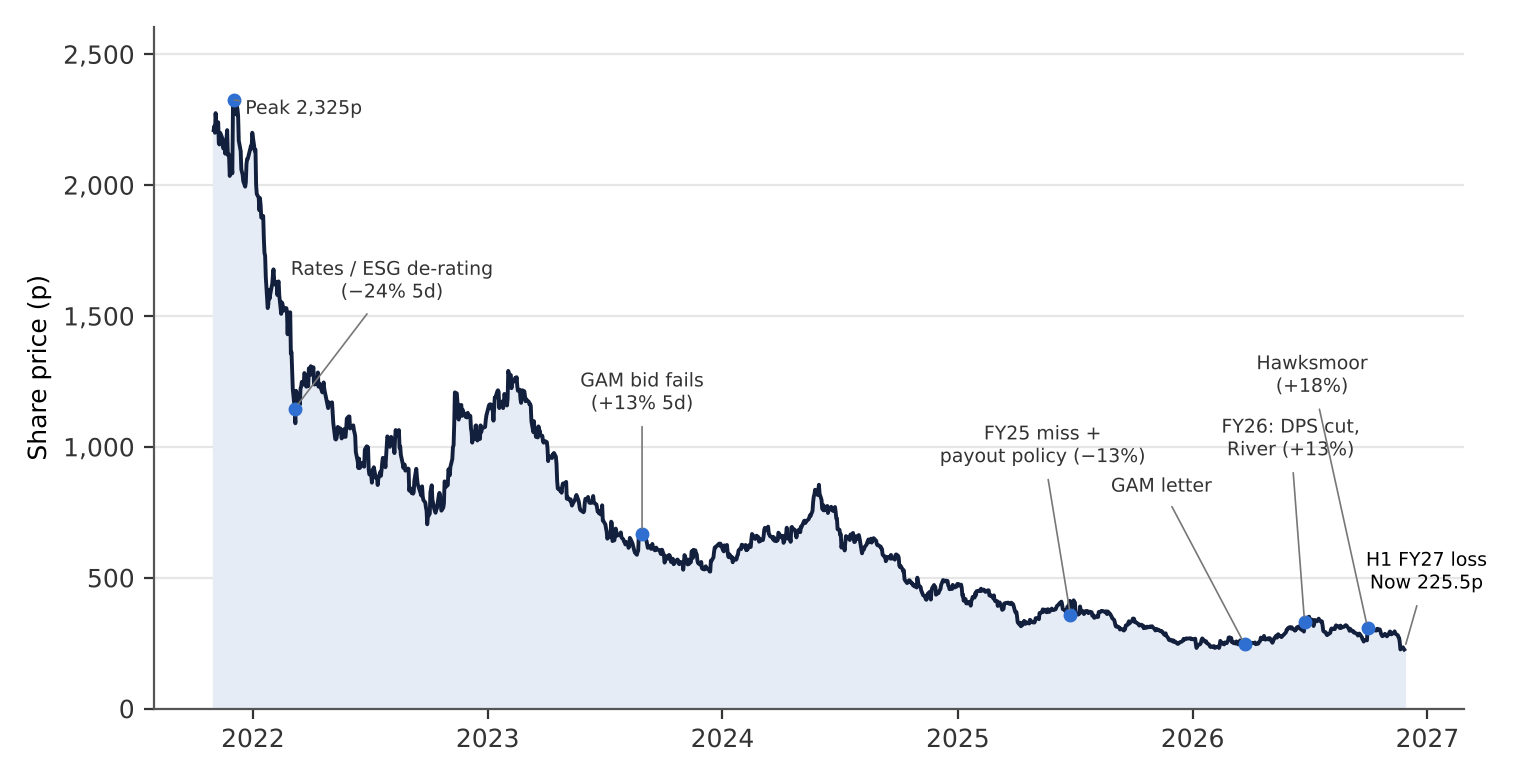 2,500
2,000
1,500
1,000
500
0
Share price (p)
Peak 2,325p
Rates / ESG de-rating
(−24% 5d)
GAM bid fails
(+13% 5d)
FY25 miss +
payout policy (−13%)
GAM letter
FY26: DPS cut,
River (+13%)
Hawksmoor
(+18%)
H1 FY27 loss
Now 225.5p
2022
2023
2024
2025
2026
2027